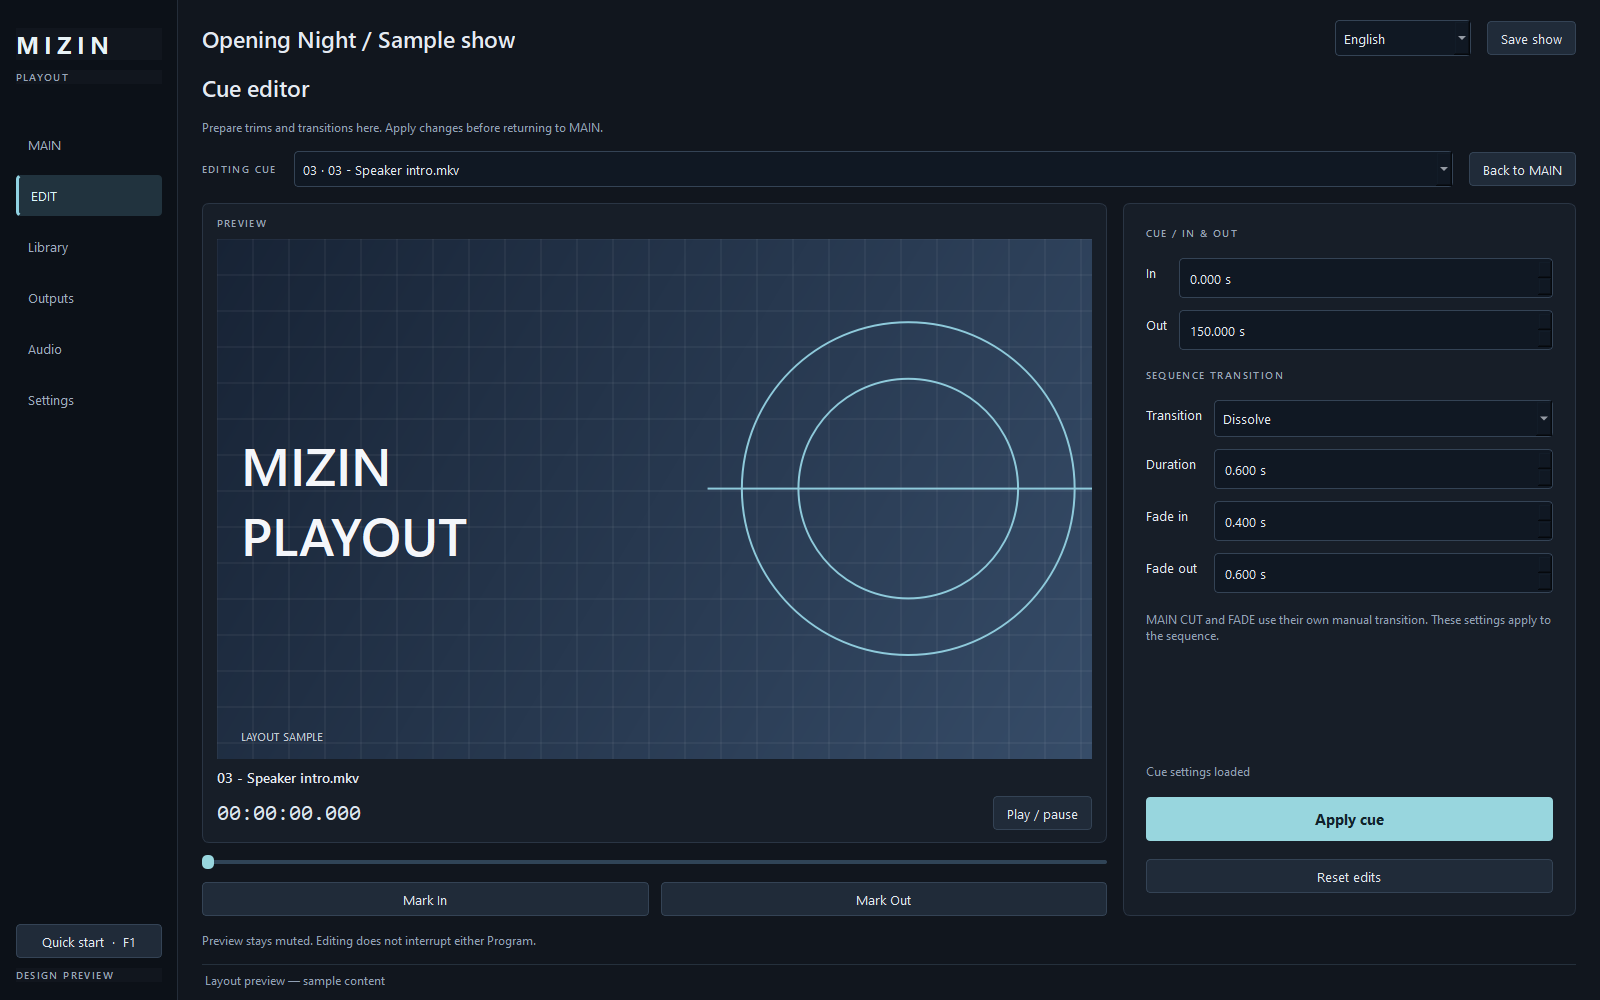 MIZIN
PLAYOUT
MAIN
EDIT
Library
Outputs
Audio
Settings
Quick start · F1
DESIGN PREVIEW
Opening Night / Sample show
English
Save show
Cue editor
Prepare trims and transitions here. Apply changes before returning to MAIN.
EDITING CUE
03 · 03 - Speaker intro.mkv
Back to MAIN
PREVIEW
MIZIN
PLAYOUT
LAYOUT SAMPLE
03 - Speaker intro.mkv
00:00:00.000
Play / pause
Mark In
Mark Out
Preview stays muted. Editing does not interrupt either Program.
CUE / IN & OUT
In
0.000 s
Out
150.000 s
SEQUENCE TRANSITION
Transition
Dissolve
Duration
0.600 s
Fade in
0.400 s
Fade out
0.600 s
MAIN CUT and FADE use their own manual transition. These settings apply to
the sequence.
Cue settings loaded
Apply cue
Reset edits
Layout preview — sample content